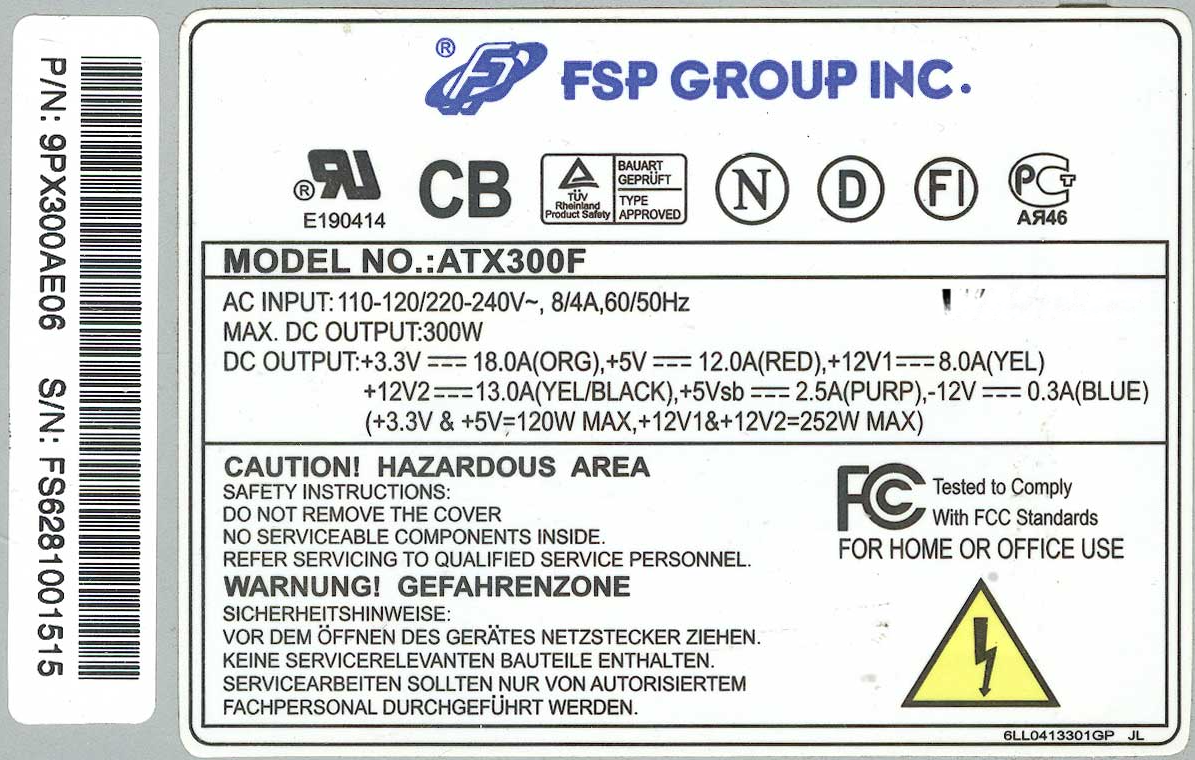 P/N: 9PX300AE06 S/N: FS6281001515
® FSP GROUP INC.
® RU
E190414
CB
TÜV
Rheinland
Product Safety
BAUART
GEPRÜFT
TYPE
APPROVED
N
D
FI
РСТ
АЯ46
MODEL NO.:ATX300F
AC INPUT: 110-120/220-240V~, 8/4A,60/50Hz
MAX. DC OUTPUT:300W
DC OUTPUT:+3.3V ⎓ 18.0A(ORG),+5V ⎓ 12.0A(RED),+12V1⎓8.0A(YEL)
+12V2⎓13.0A(YEL/BLACK),+5Vsb ⎓ 2.5A(PURP),-12V ⎓ 0.3A(BLUE)
(+3.3V & +5V=120W MAX,+12V1&+12V2=252W MAX)
CAUTION! HAZARDOUS AREA
SAFETY INSTRUCTIONS:
DO NOT REMOVE THE COVER
NO SERVICEABLE COMPONENTS INSIDE.
REFER SERVICING TO QUALIFIED SERVICE PERSONNEL.
WARNUNG! GEFAHRENZONE
SICHERHEITSHINWEISE:
VOR DEM ÖFFNEN DES GERÄTES NETZSTECKER ZIEHEN.
KEINE SERVICERELEVANTEN BAUTEILE ENTHALTEN.
SERVICEARBEITEN SOLLTEN NUR VON AUTORISIERTEM
FACHPERSONAL DURCHGEFÜHRT WERDEN.
FC Tested to Comply
With FCC Standards
FOR HOME OR OFFICE USE
6LL0413301GP JL